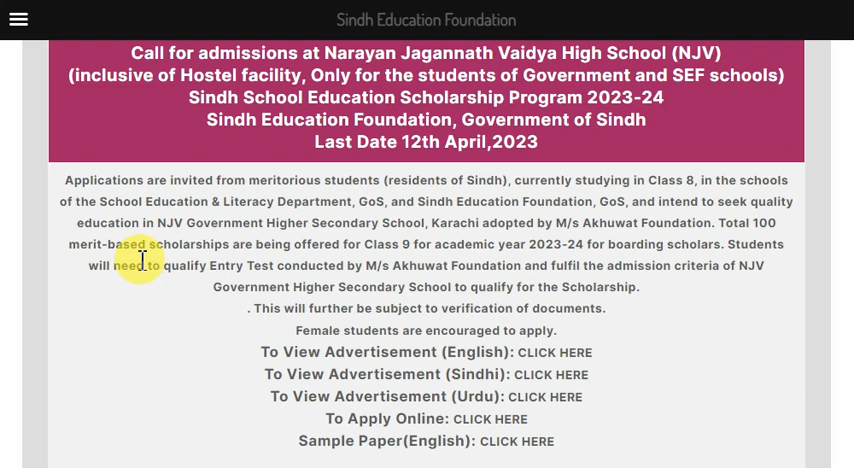 Sindh Education Foundation
Call for admissions at Narayan Jagannath Vaidya High School (NJV)
(inclusive of Hostel facility, Only for the students of Government and SEF schools)
Sindh School Education Scholarship Program 2023-24
Sindh Education Foundation, Government of Sindh
Last Date 12th April,2023
Applications are invited from meritorious students (residents of Sindh), currently studying in Class 8, in the schools
of the School Education & Literacy Department, GoS, and Sindh Education Foundation, GoS, and intend to seek quality
education in NJV Government Higher Secondary School, Karachi adopted by M/s Akhuwat Foundation. Total 100
merit-based scholarships are being offered for Class 9 for academic year 2023-24 for boarding scholars. Students
will need to qualify Entry Test conducted by M/s Akhuwat Foundation and fulfil the admission criteria of NJV
Government Higher Secondary School to qualify for the Scholarship.
. This will further be subject to verification of documents.
Female students are encouraged to apply.
To View Advertisement (English): CLICK HERE
To View Advertisement (Sindhi): CLICK HERE
To View Advertisement (Urdu): CLICK HERE
To Apply Online: CLICK HERE
Sample Paper(English): CLICK HERE